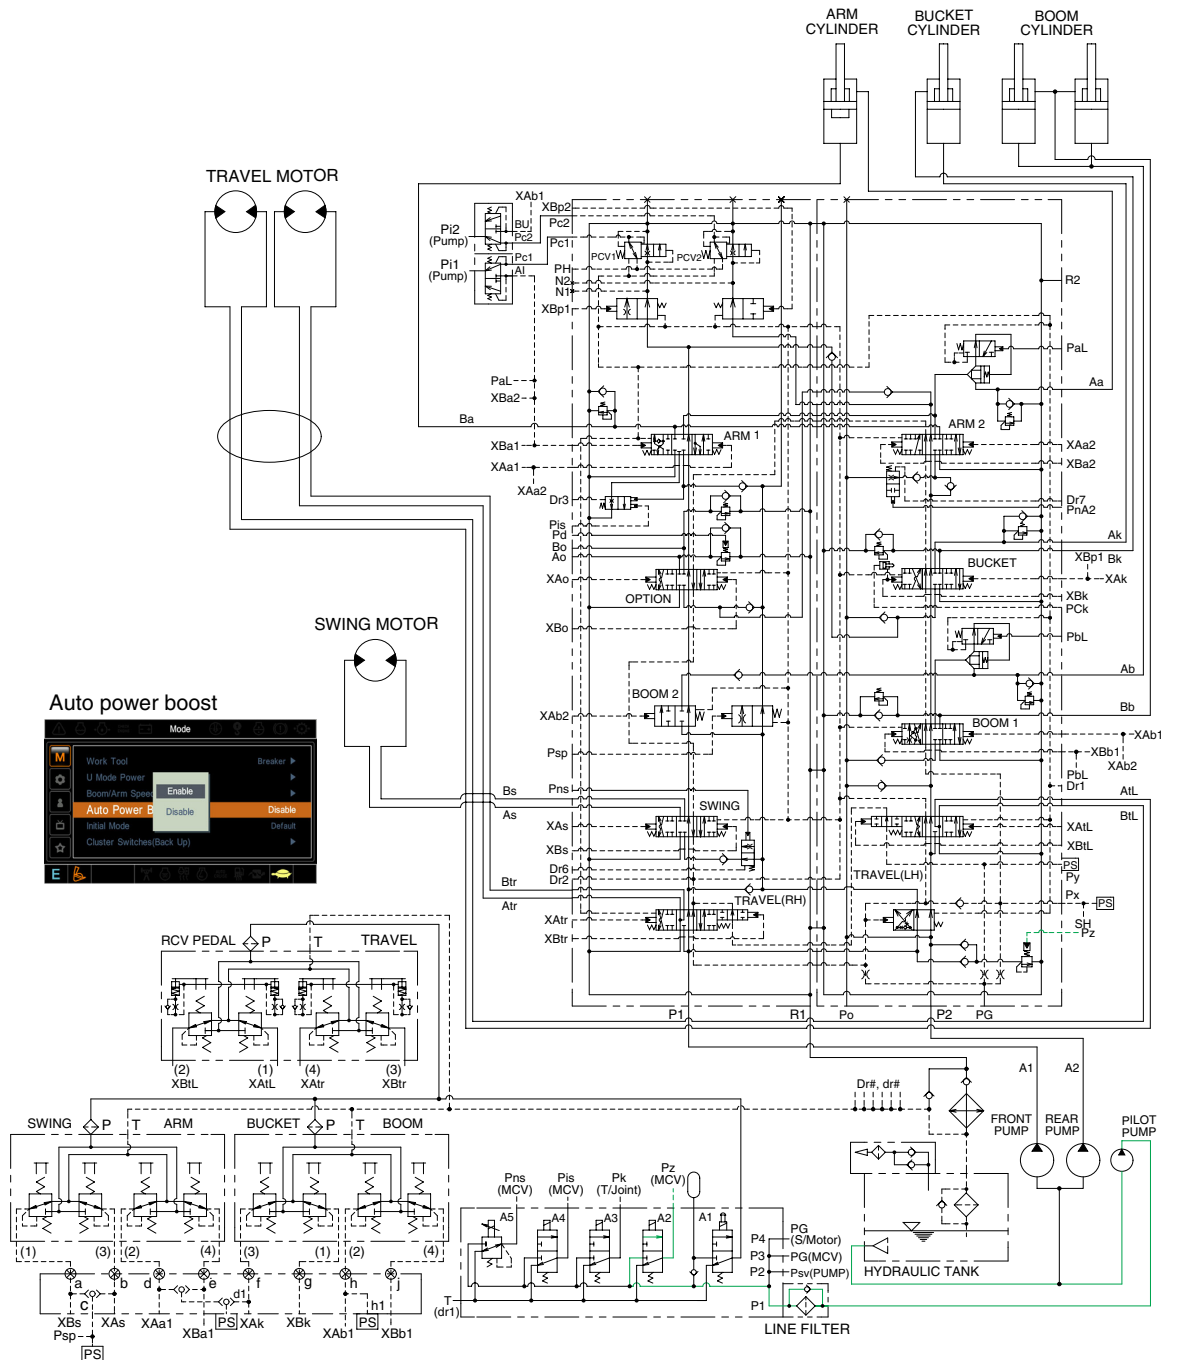 ARM
CYLINDER
BUCKET
CYLINDER
BOOM
CYLINDER
TRAVEL MOTOR
XAb1
XBp2
BU
Pc2
Pc2
Pi2
(Pump)
Pc1
Pc1
Pi1
(Pump)
AI
PH
N2
N1
XBp1
PCV1
PCV2
R2
PaL
PaL
XBa2
Aa
Ba
ARM 1
ARM 2
XBa1
XAa1
XAa2
XAa2
XBa2
Dr3
Dr7
PnA2
Pis
Pd
Bo
Ao
Ak
XBp1 Bk
XAo
OPTION
BUCKET
XAk
XBk
PCk
XBo
SWING MOTOR
PbL
Ab
BOOM 2
XAb2
Bb
BOOM 1
XAb1
XBb1
XAb2
Psp
PbL
Dr1
Auto power boost
Mode
M
Work Tool
Breaker
U Mode Power
Boom/Arm Speed
Enable
Auto Power B
Disable
Disable
Initial Mode
Default
Cluster Switches(Back Up)
E
Bs
Pns
As
SWING
AtL
BtL
XAs
XAtL
XBs
XBtL
Dr6
Dr2
TRAVEL(LH)
PS
Py
Btr
TRAVEL(RH)
Px
PS
Atr
XAtr
SH
Pz
XBtr
RCV PEDAL
P
T
TRAVEL
P1
R1
Po
P2
PG
(2)
XBtL
(1)
XAtL
(4)
XAtr
(3)
XBtr
A1
A2
Dr#, dr#
FRONT
PUMP
REAR
PUMP
PILOT
PUMP
SWING
P
T
ARM
BUCKET
P
T
BOOM
Pns
(MCV)
Pis
(MCV)
Pk
(T/Joint)
Pz
(MCV)
A5
A4
A3
A2
A1
PG
(S/Motor)
P4
P3
PG(MCV)
P2
Psv(PUMP)
P1
T
(dr1)
LINE FILTER
HYDRAULIC TANK
(1)
(3)
(2)
(4)
(3)
(1)
(2)
(4)
a
b
d
e
f
g
h
j
c
d1
h1
XBs
XAs
XAa1
XBa1
PS
XAk
XBk
XAb1
PS
XBb1
Psp
PS